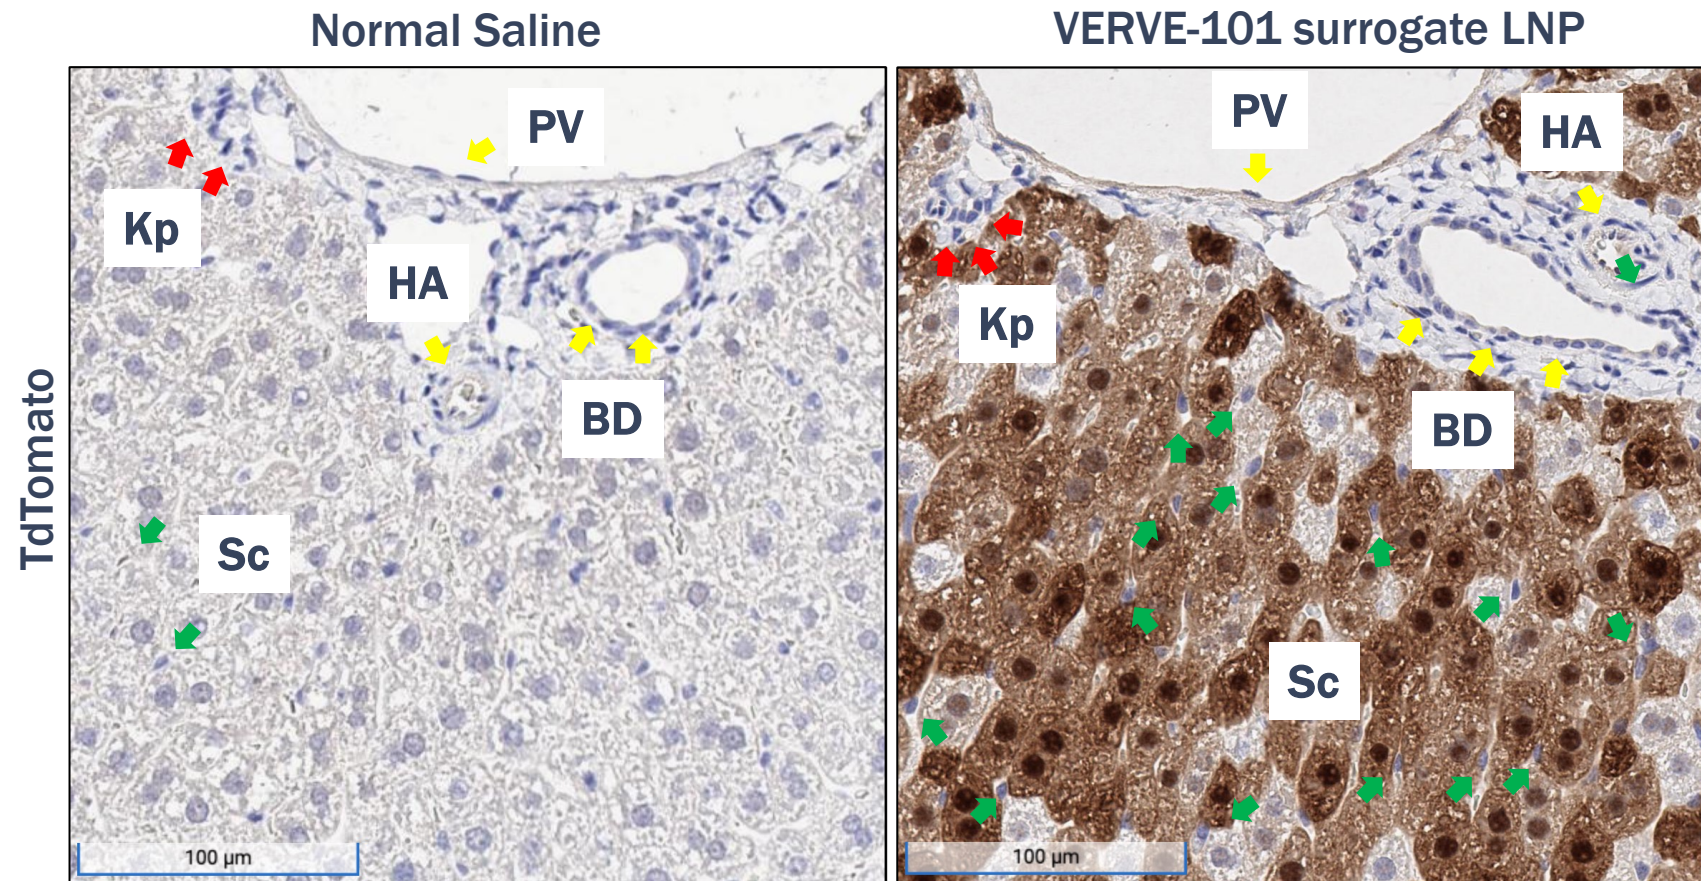 Normal Saline
VERVE-101 surrogate LNP
TdTomato
PV
Kp
HA
BD
Sc
100 µm
PV
HA
Kp
BD
Sc
100 µm